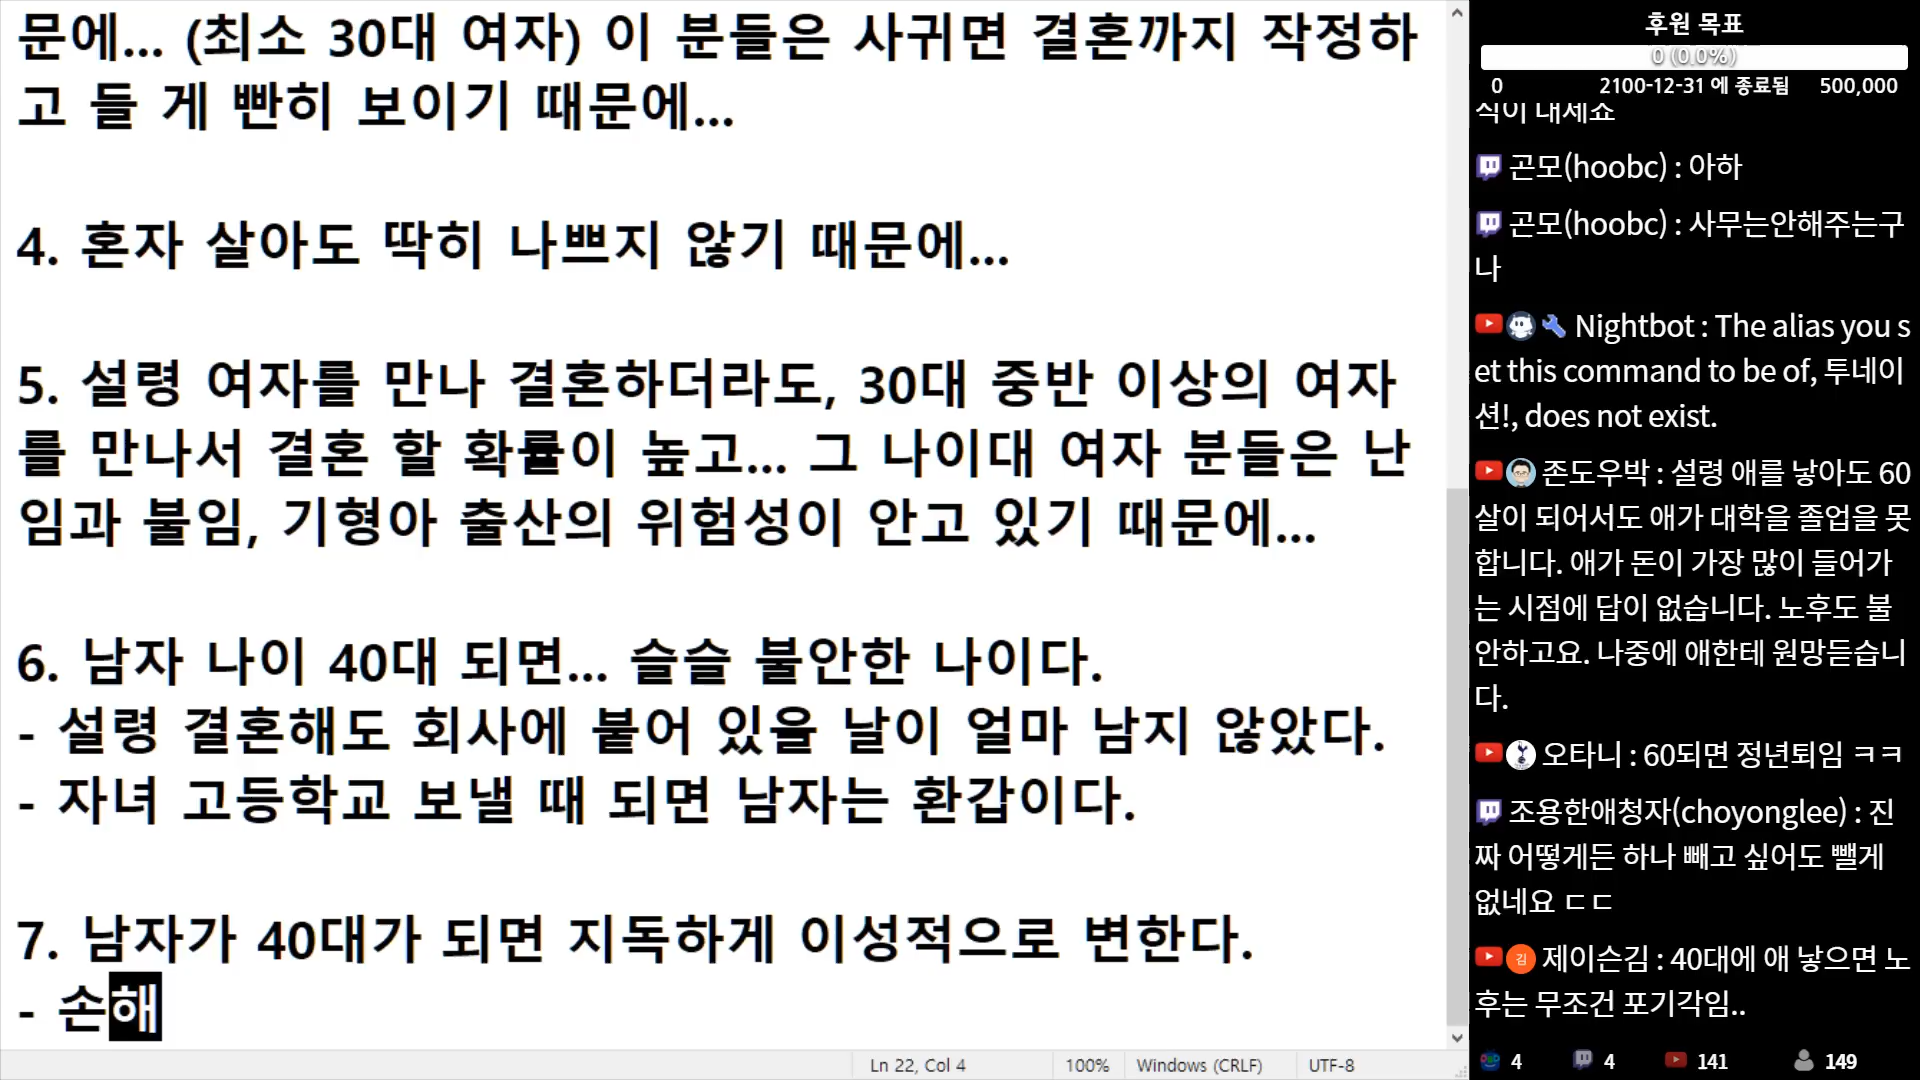 문에... (최소 30대 여자) 이 분들은 사귀면 결혼까지 작정하
고 들 게 빤히 보이기 때문에...
4. 혼자 살아도 딱히 나쁘지 않기 때문에...
5. 설령 여자를 만나 결혼하더라도, 30대 중반 이상의 여자
를 만나서 결혼 할 확률이 높고... 그 나이대 여자 분들은 난
임과 불임, 기형아 출산의 위험성이 안고 있기 때문에...
6. 남자 나이 40대 되면... 슬슬 불안한 나이다.
- 설령 결혼해도 회사에 붙어 있을 날이 얼마 남지 않았다.
- 자녀 고등학교 보낼 때 되면 남자는 환갑이다.
7. 남자가 40대가 되면 지독하게 이성적으로 변한다.
- 손해
Ln 22, Col 4 100% Windows (CRLF) UTF-8
후원 목표
0 (0.0%)
0 2100-12-31 에 종료됨 500,000
식이 대세죠
곤모(hoobc) : 아하
곤모(hoobc) : 사무는안해주는구
나
Nightbot : The alias you s
et this command to be of, 투네이
션!, does not exist.
존도우박 : 설령 애를 낳아도 60
살이 되어서도 애가 대학을 졸업을 못
합니다. 애가 돈이 가장 많이 들어가
는 시점에 답이 없습니다. 노후도 불
안하고요. 나중에 애한테 원망듣습니
다.
오타니 : 60되면 정년퇴임 ㅋㅋ
조용한애청자(choyonglee) : 진
짜 어떻게든 하나 빼고 싶어도 뺄게
없네요 ㄷㄷ
김 제이슨김 : 40대에 애 낳으면 노
후는 무조건 포기각임..
4 4 141 149